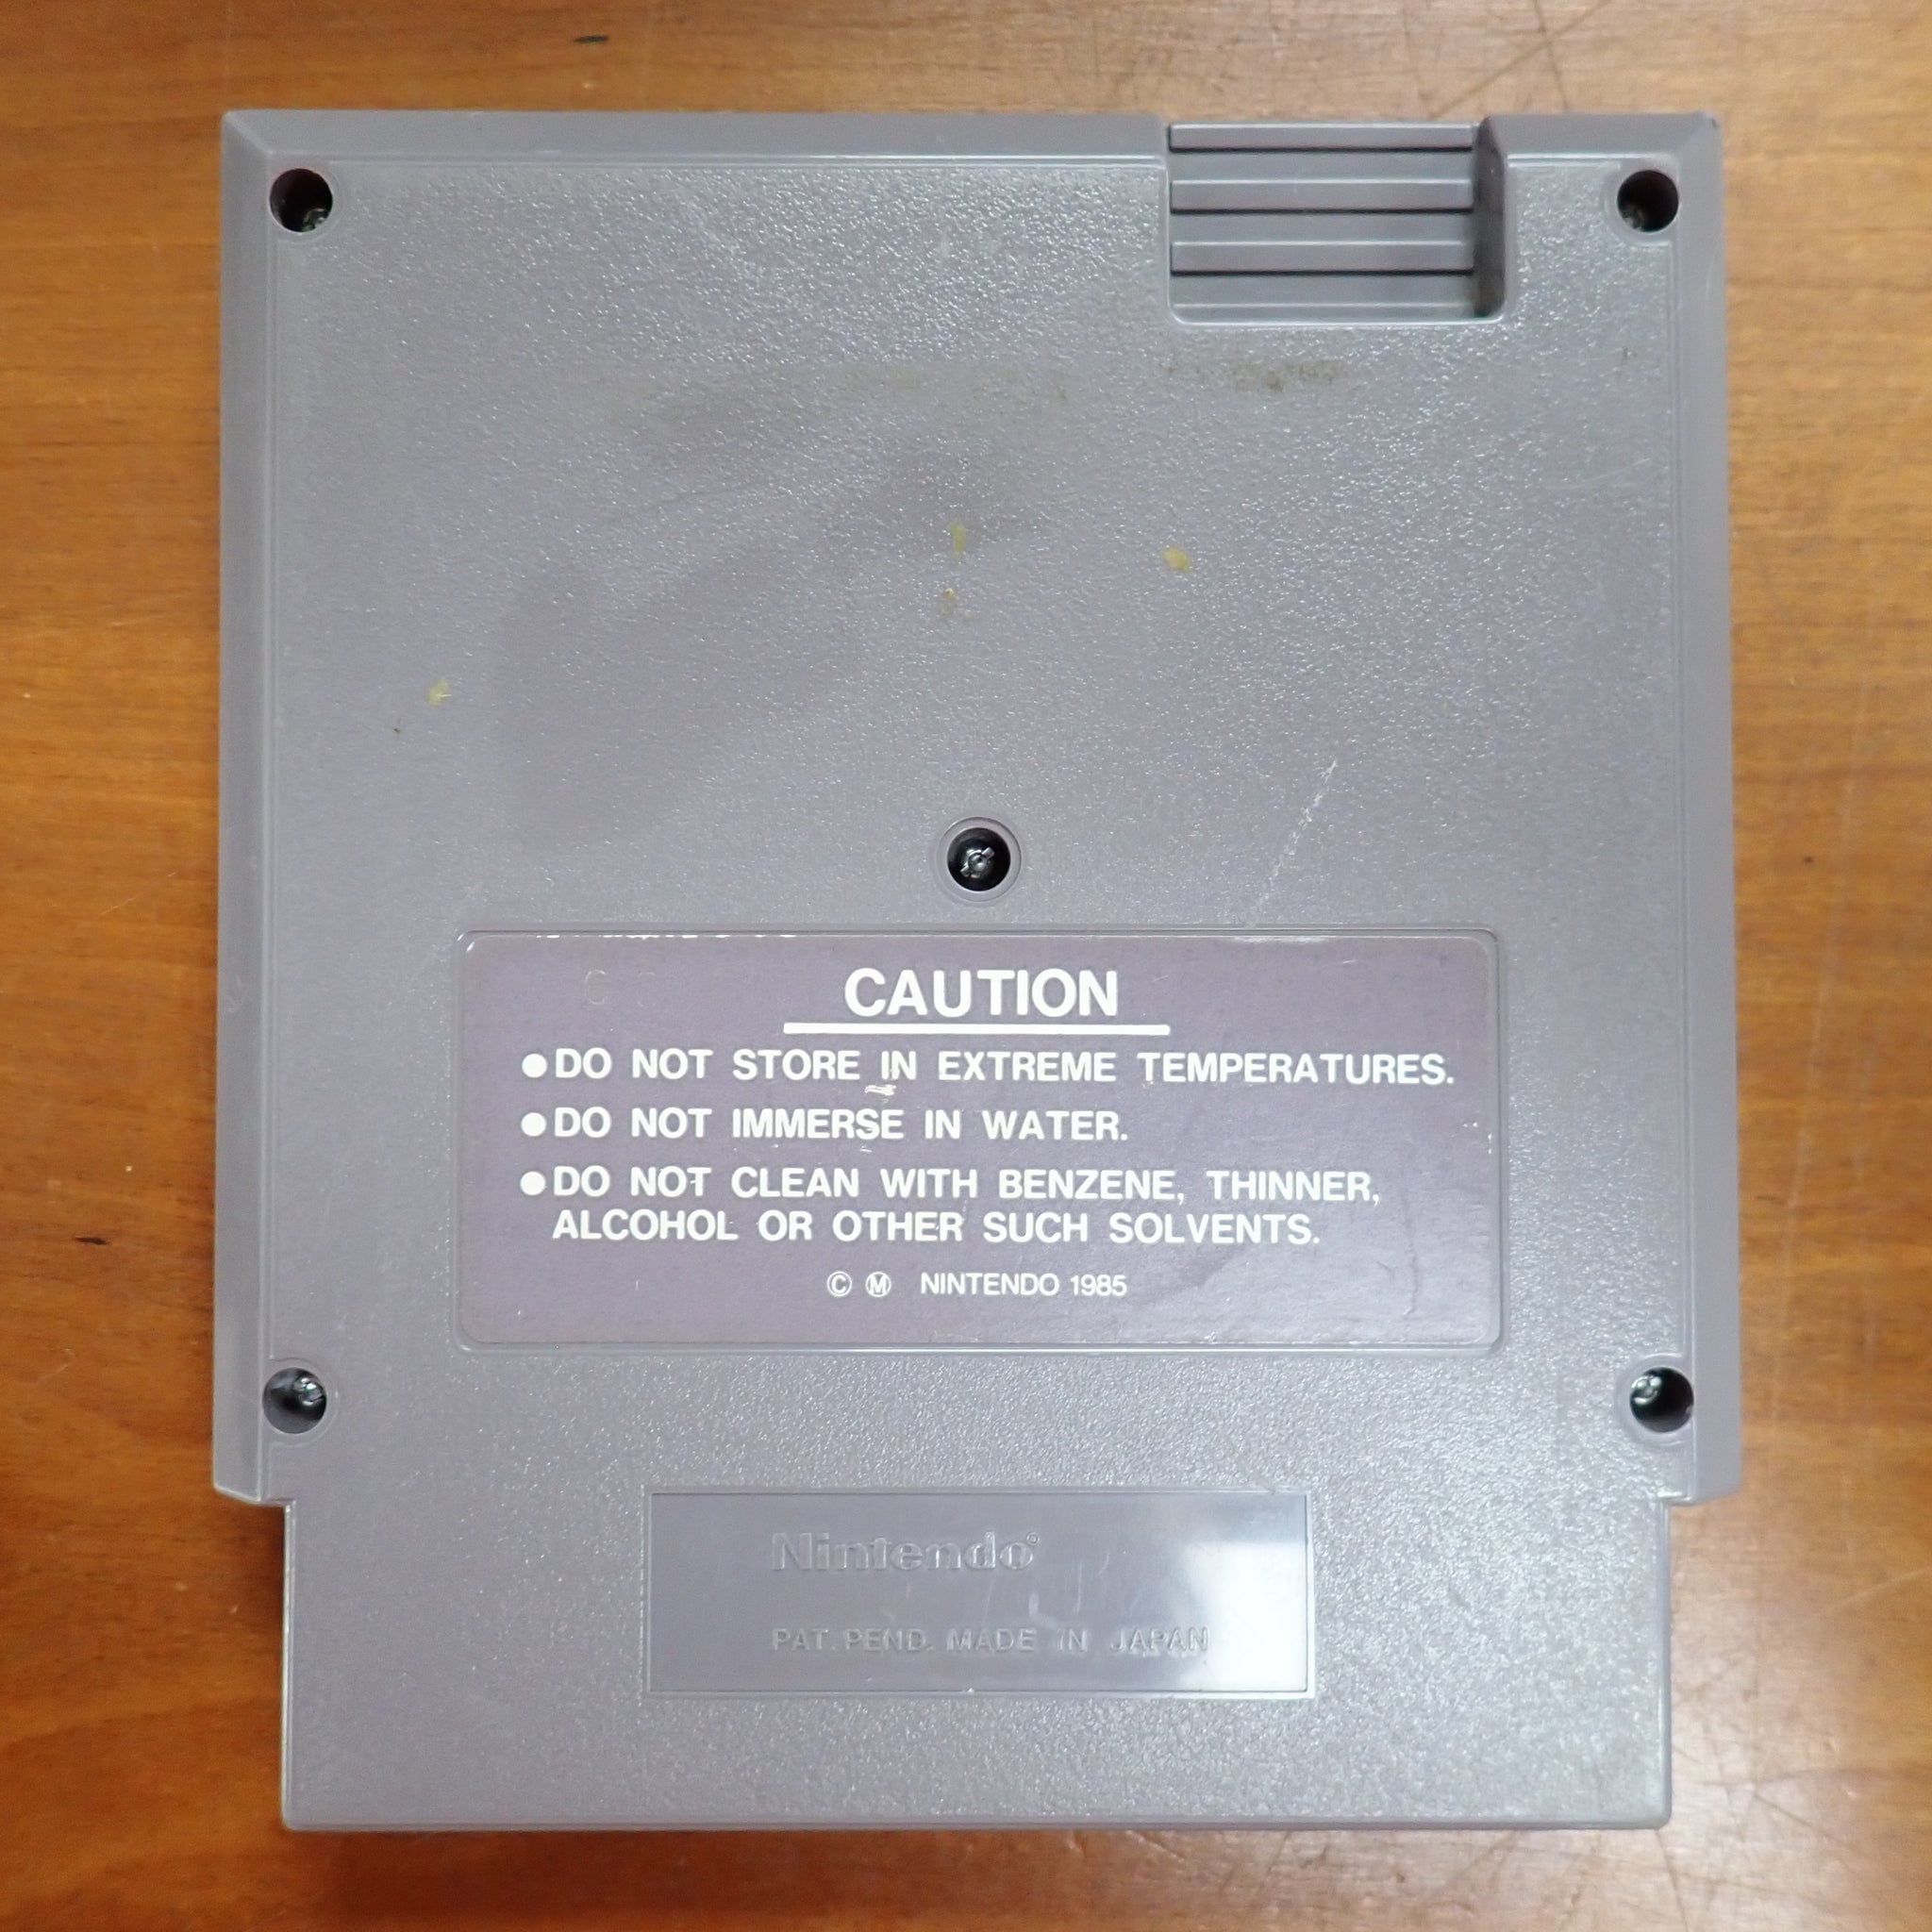 CAUTION
●DO NOT STORE IN EXTREME TEMPERATURES.
●DO NOT IMMERSE IN WATER.
●DO NOT CLEAN WITH BENZENE, THINNER,
ALCOHOL OR OTHER SUCH SOLVENTS.
© Ⓜ NINTENDO 1985
Nintendo®
PAT. PEND. MADE IN JAPAN